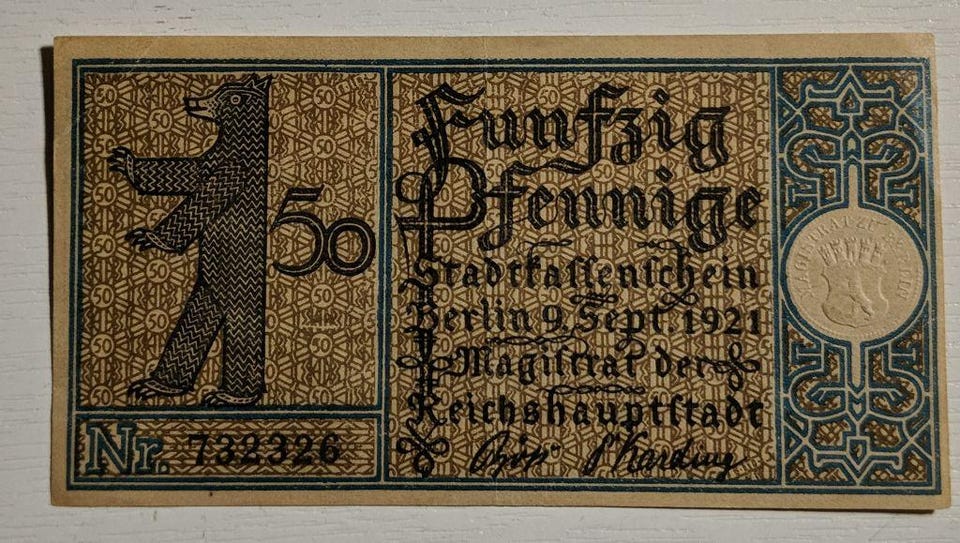 50
Funfzig
Pfennige
Stadtkassenschein
Berlin 9. Sept. 1921
Magistrat der
Reichshauptstadt
Nr. 732326